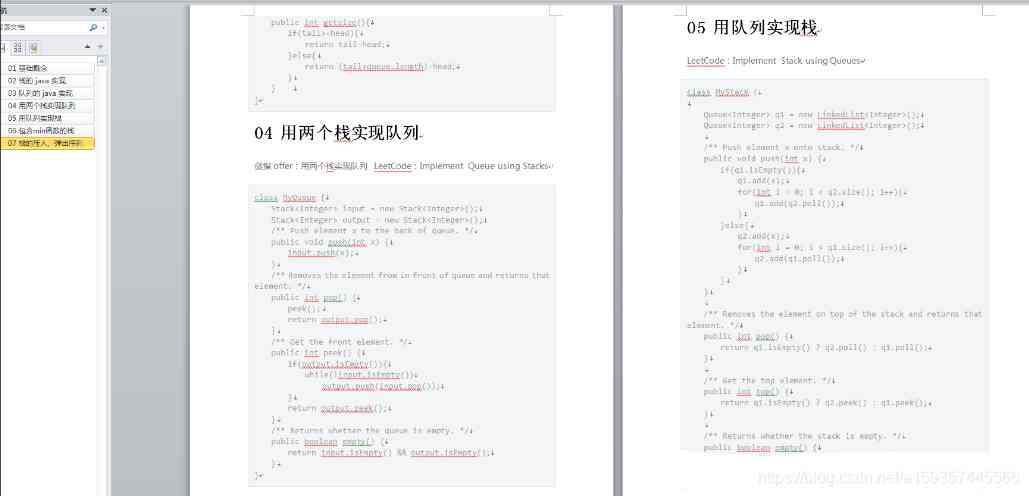 01 基础概念
02 栈的 java 实现
03 队列的 java 实现
04 用两个栈实现队列
05 用队列实现栈
06 包含min函数的栈
07 栈的压入、弹出序列
public int getsize(){↓
if(tail>=head){↓
return tail-head;↓
}else{↓
return (tail+queue.length)-head;↓
}↓
}↓
}↵
04 用两个栈实现队列
剑指 offer：用两个栈实现队列 LeetCode：Implement Queue using Stacks↵
class MyQueue {↓
Stack<Integer> input = new Stack<Integer>();↓
Stack<Integer> output = new Stack<Integer>();↓
/** Push element x to the back of queue. */↓
public void push(int x) {↓
input.push(x);↓
}↓
/** Removes the element from in front of queue and returns that
element. */↓
public int pop() {↓
peek();↓
return output.pop();↓
}↓
/** Get the front element. */↓
public int peek() {↓
if(output.isEmpty()){↓
while(!input.isEmpty())↓
output.push(input.pop());↓
}↓
return output.peek();↓
}↓
/** Returns whether the queue is empty. */↓
public boolean empty() {↓
return input.isEmpty() && output.isEmpty();↓
}↓
}↵
05 用队列实现栈
LeetCode：Implement Stack using Queues↵
class MyStack {↓
↓
Queue<Integer> q1 = new LinkedList<Integer>();↓
Queue<Integer> q2 = new LinkedList<Integer>();↓
↓
/** Push element x onto stack. */↓
public void push(int x) {↓
if(q1.isEmpty()){↓
q1.add(x);↓
for(int i = 0; i < q2.size(); i++){↓
q1.add(q2.poll());↓
}↓
}else{↓
q2.add(x);↓
for(int i = 0; i < q1.size(); i++){↓
q2.add(q1.poll());↓
}↓
}↓
}↓
↓
/** Removes the element on top of the stack and returns that
element. */↓
public int pop() {↓
return q1.isEmpty() ? q2.poll() : q1.poll();↓
}↓
↓
/** Get the top element. */↓
public int top() {↓
return q1.isEmpty() ? q2.peek() : q1.peek();↓
}↓
↓
/** Returns whether the stack is empty. */↓
public boolean empty() {↓